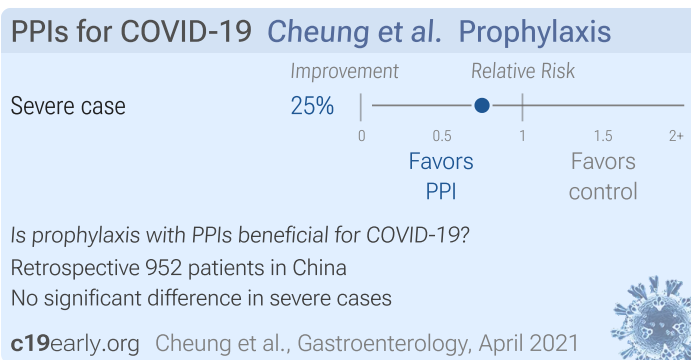 PPIs for COVID-19 Cheung et al. Prophylaxis
Improvement Relative Risk
Severe case 25%
0 0.5 1 1.5 2+
Favors PPI
Favors control
Is prophylaxis with PPIs beneficial for COVID-19?
Retrospective 952 patients in China
No significant difference in severe cases
c19early.org Cheung et al., Gastroenterology, April 2021